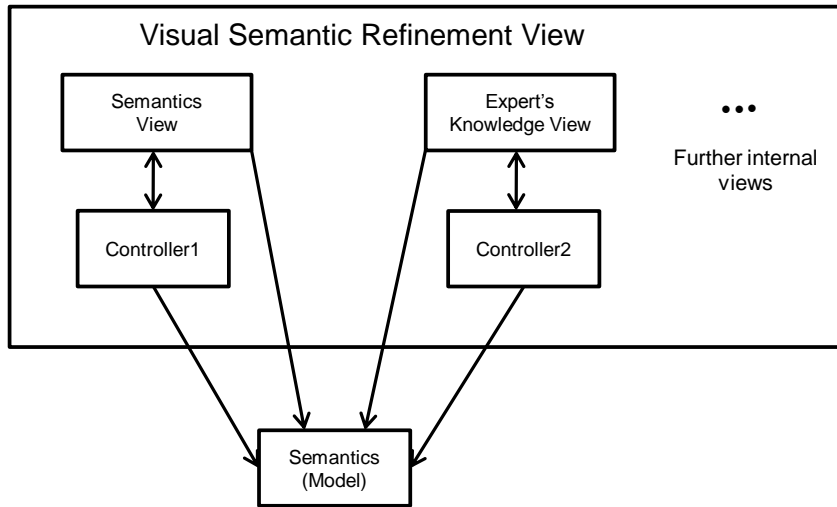 Visual Semantic Refinement View
Semantics
View
Expert's
Knowledge View
•••
Further internal
views
Controller1
Controller2
Semantics
(Model)